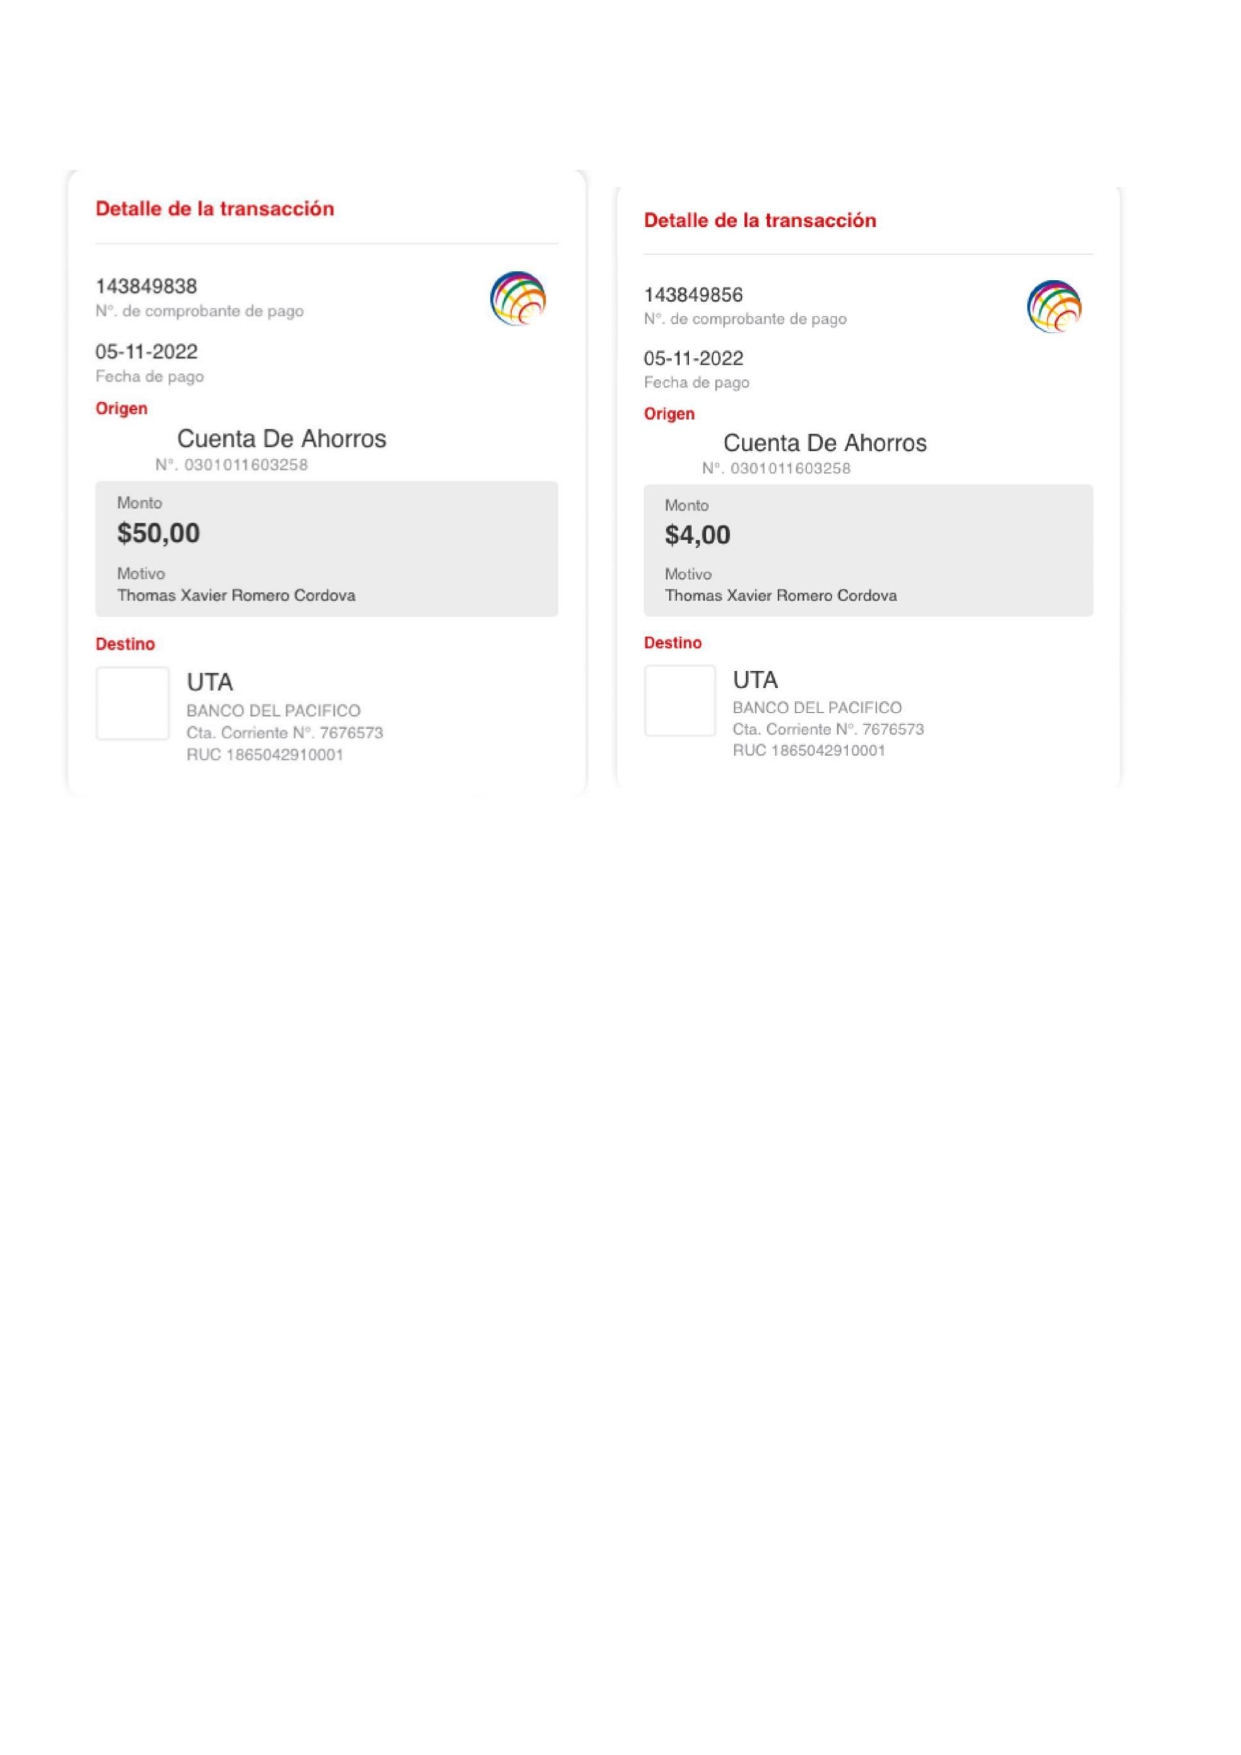 Detalle de la transacción
143849838
N°. de comprobante de pago
05-11-2022
Fecha de pago
Origen
Cuenta De Ahorros
N°. 0301011603258
Monto
$50,00
Motivo
Thomas Xavier Romero Cordova
Destino
UTA
BANCO DEL PACIFICO
Cta. Corriente N°. 7676573
RUC 1865042910001
Detalle de la transacción
143849856
N°. de comprobante de pago
05-11-2022
Fecha de pago
Origen
Cuenta De Ahorros
N°. 0301011603258
Monto
$4,00
Motivo
Thomas Xavier Romero Cordova
Destino
UTA
BANCO DEL PACIFICO
Cta. Corriente N°. 7676573
RUC 1865042910001